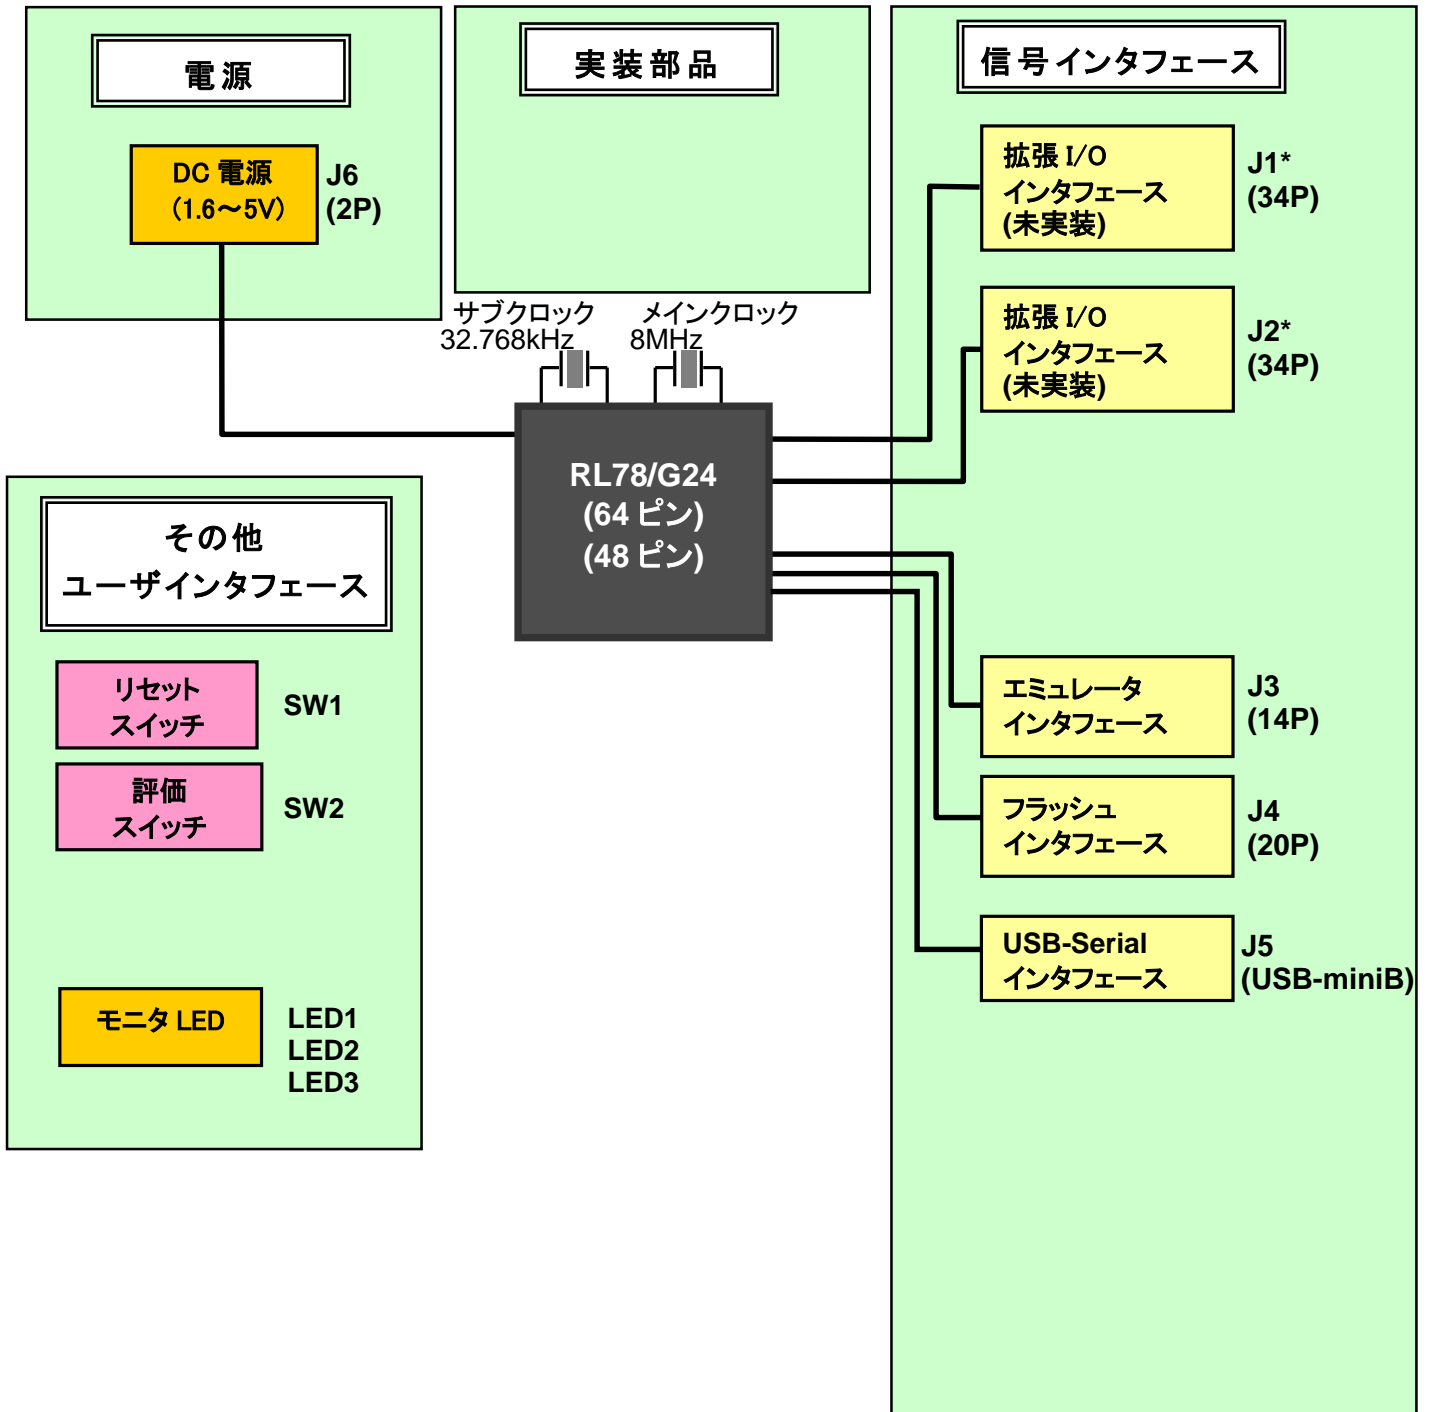 電源
DC 電源
(1.6～5V)
J6
(2P)
実装部品
サブクロック
32.768kHz
メインクロック
8MHz
RL78/G24
(64 ピン)
(48 ピン)
信号インタフェース
拡張 I/O
インタフェース
(未実装)
J1*
(34P)
拡張 I/O
インタフェース
(未実装)
J2*
(34P)
エミュレータ
インタフェース
J3
(14P)
フラッシュ
インタフェース
J4
(20P)
USB-Serial
インタフェース
J5
(USB-miniB)
その他
ユーザインタフェース
リセット
スイッチ
SW1
評価
スイッチ
SW2
モニタ LED
LED1
LED2
LED3